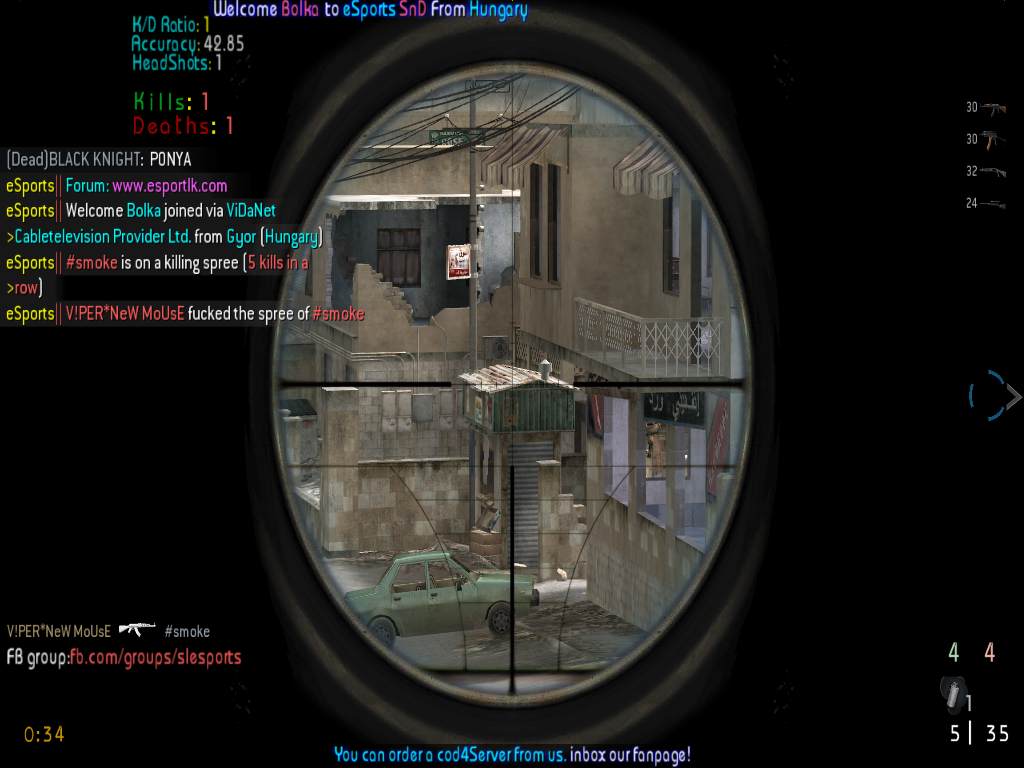 Welcome Bolka to eSports SnD From Hungary
K/D Ratio: 1
Accuracy: 42.85
HeadShots: 1
Kills: 1
Deaths: 1
(Dead)BLACK KNIGHT: PONYA
eSports|| Forum: www.esportlk.com
eSports|| Welcome Bolka joined via ViDaNet
>Cabletelevision Provider Ltd. from Gyor (Hungary)
eSports|| #smoke is on a killing spree (5 kills in a
>row)
eSports|| V!PER*NeW MoUsE fucked the spree of #smoke
30
30
32
24
V!PER*NeW MoUsE #smoke
FB group:fb.com/groups/slesports
4 4
1
0:34
5| 35
You can order a cod4Server from us. inbox our fanpage!